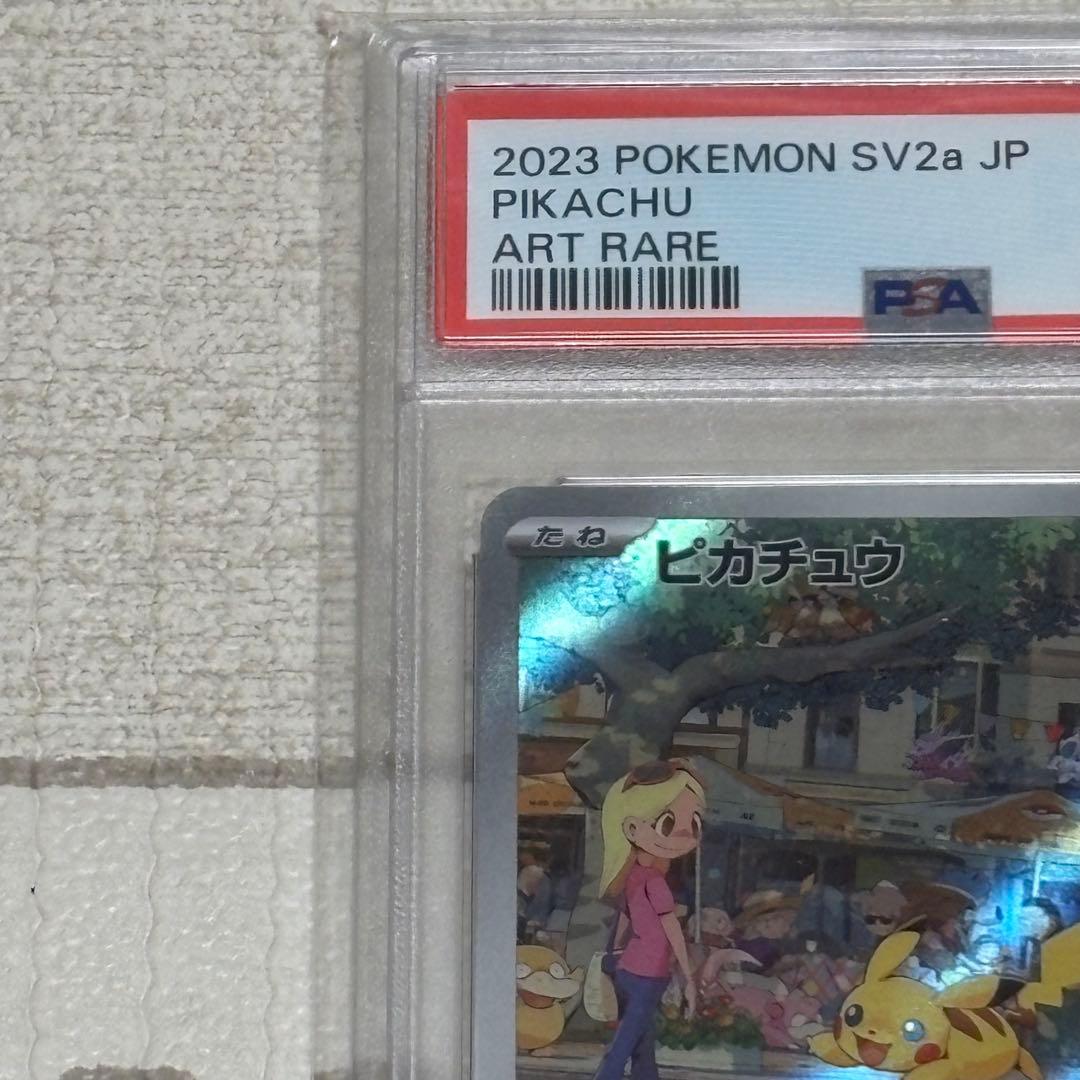 2023 POKEMON SV2a JP
PIKACHU
ART RARE
PSA
たね
ピカチュウ